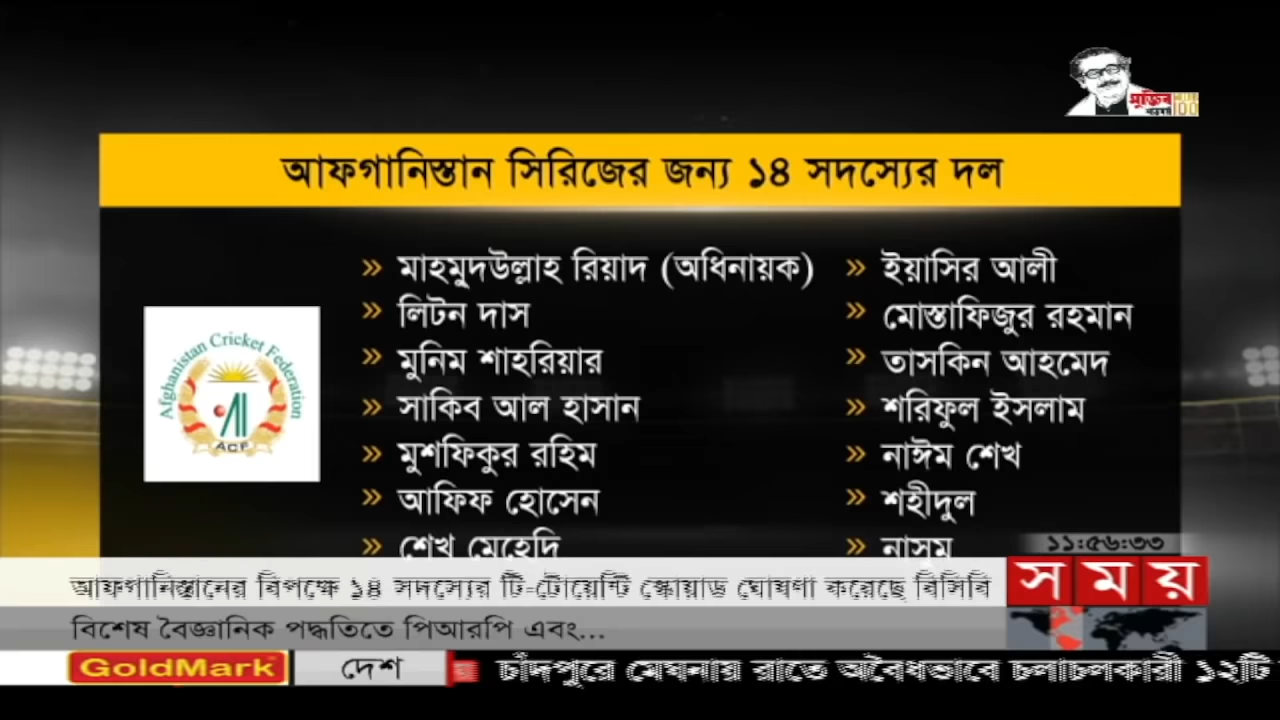 মুজিব
100
আফগানিস্তান সিরিজের জন্য ১৪ সদস্যের দল
Afghanistan Cricket Federation
ACF
» মাহমুদউল্লাহ রিয়াদ (অধিনায়ক)
» লিটন দাস
» মুনিম শাহরিয়ার
» সাকিব আল হাসান
» মুশফিকুর রহিম
» আফিফ হোসেন
» শেখ মেহেদি
» ইয়াসির আলী
» মোস্তাফিজুর রহমান
» তাসকিন আহমেদ
» শরিফুল ইসলাম
» নাঈম শেখ
» শহীদুল
» নাসুম
১১:৫৬:৩৩
আফগানিস্তানের বিপক্ষে ১৪ সদস্যের টি-টোয়েন্টি স্কোয়াড ঘোষণা করেছে বিসিবি
সময়
বিশেষ বৈজ্ঞানিক পদ্ধতিতে পিআরপি এবং...
GoldMark
দেশ
চাঁদপুরে মেঘনায় রাতে অবৈধভাবে চলাচলকারী ১২টি